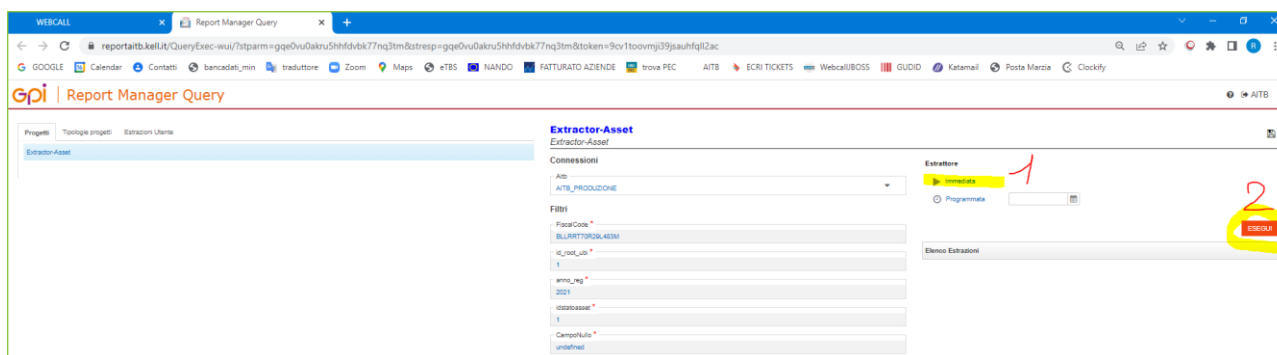 WEBCALL
Report Manager Query
reportaitb.kell.it/QueryExec-wui/?stparm=gqe0vu0akru5hhfdvbk77nq3tm&stresp=gqe0vu0akru5hhfdvbk77nq3tm&token=9cv1toovmji39jsauhfqll2ac
GOOGLE Calendar Contatti bancadati_min traduttore Zoom Maps eTBS NANDO FATTURATO AZIENDE trova PEC AITB ECRI TICKETS WebcallUBOSS GUDID Katamail Posta Marzia Clockify
GPI | Report Manager Query
AITB
Progetti Tipologie progetti Estrazioni Utente
Extractor-Asset
Extractor-Asset
Extractor-Asset
Connessioni
Aitb
AITB_PRODUZIONE
Filtri
FiscalCode *
BLLRRT70R29L483M
id_root_ubi *
1
anno_reg *
2021
idstatoasset *
1
CampoNullo *
undefined
Estrattore
1
Immediata
Programmata
2
ESEGUI
Elenco Estrazioni